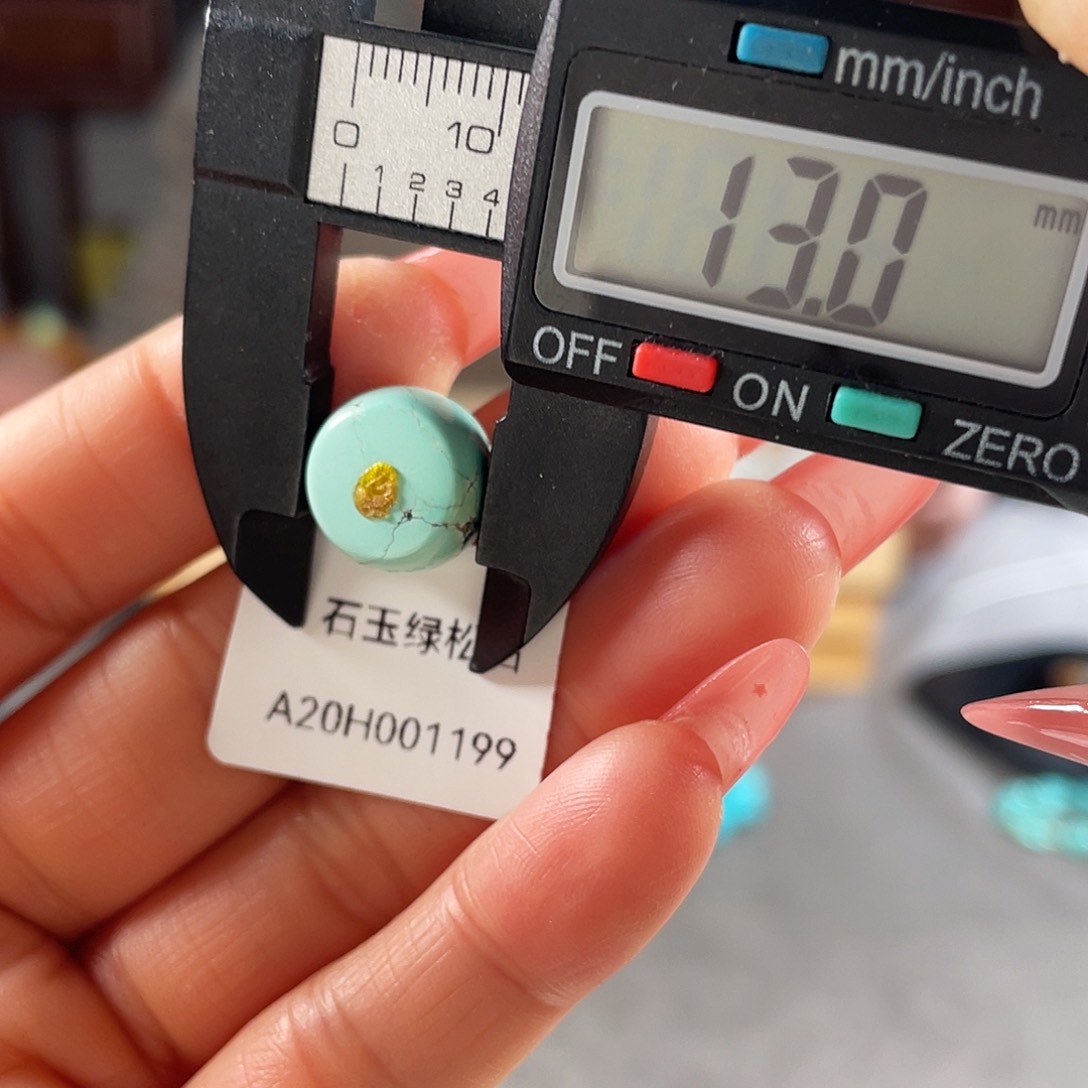 mm/inch
0 10
1 2 3 4
13.0 mm
OFF ON ZERO
石玉绿松
A20H001199